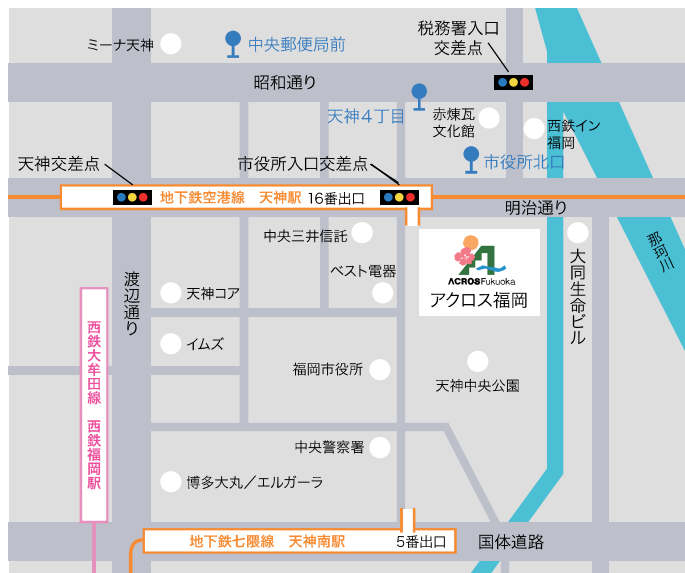 ミーナ天神
中央郵便局前
税務署入口
交差点
昭和通り
天神4丁目
赤煉瓦
文化館
西鉄イン
福岡
天神交差点
市役所入口交差点
市役所北口
地下鉄空港線 天神駅 16番出口
明治通り
中央三井信託
那珂川
ベスト電器
ACROS Fukuoka
アクロス福岡
大同生命ビル
渡辺通り
天神コア
イムズ
西鉄大牟田線 西鉄福岡駅
福岡市役所
天神中央公園
中央警察署
博多大丸/エルガーラ
地下鉄七隈線 天神南駅 5番出口
国体道路